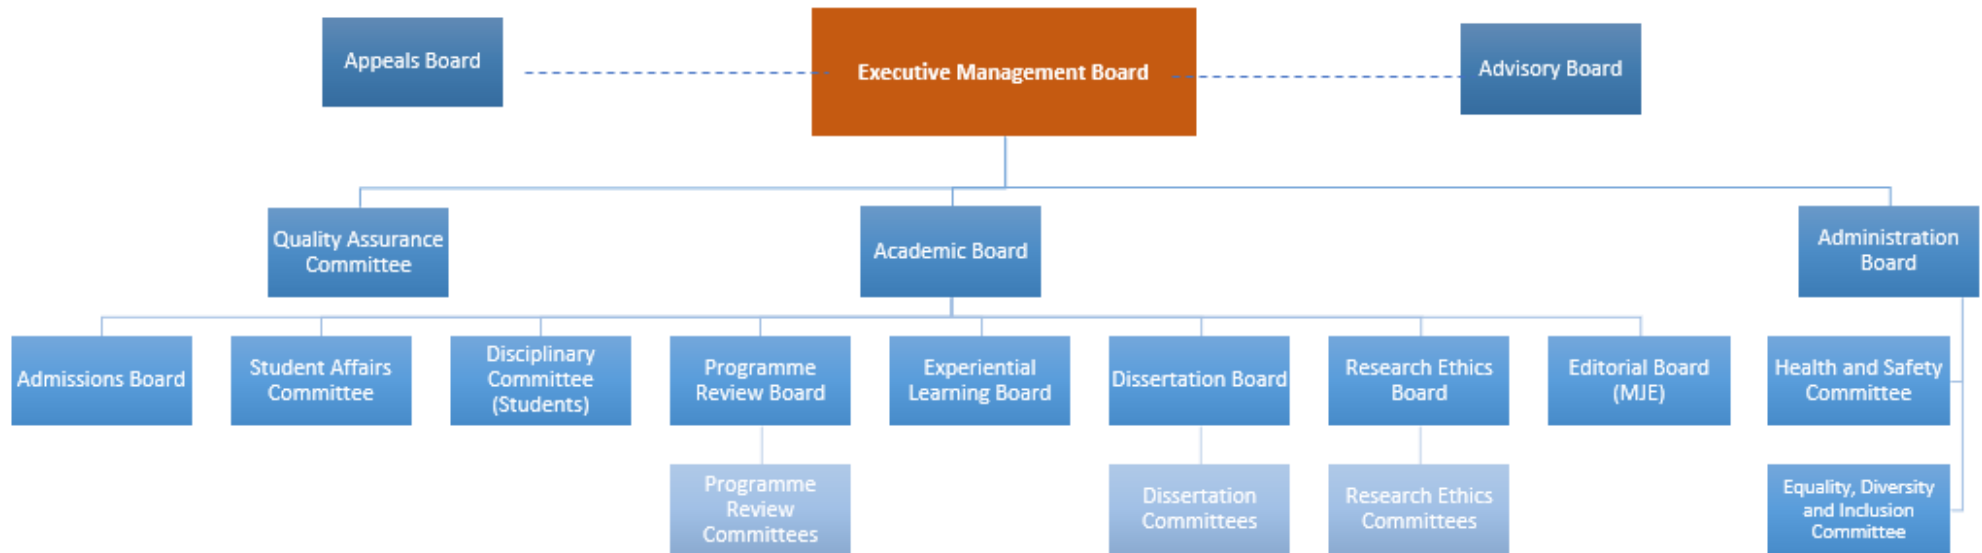 Appeals Board
Executive Management Board
Advisory Board
Quality Assurance
Committee
Academic Board
Administration
Board
Admissions Board
Student Affairs
Committee
Disciplinary
Committee
(Students)
Programme
Review Board
Experiential
Learning Board
Dissertation Board
Research Ethics
Board
Editorial Board
(MJE)
Health and Safety
Committee
Programme
Review
Committees
Dissertation
Committees
Research Ethics
Committees
Equality, Diversity
and Inclusion
Committee